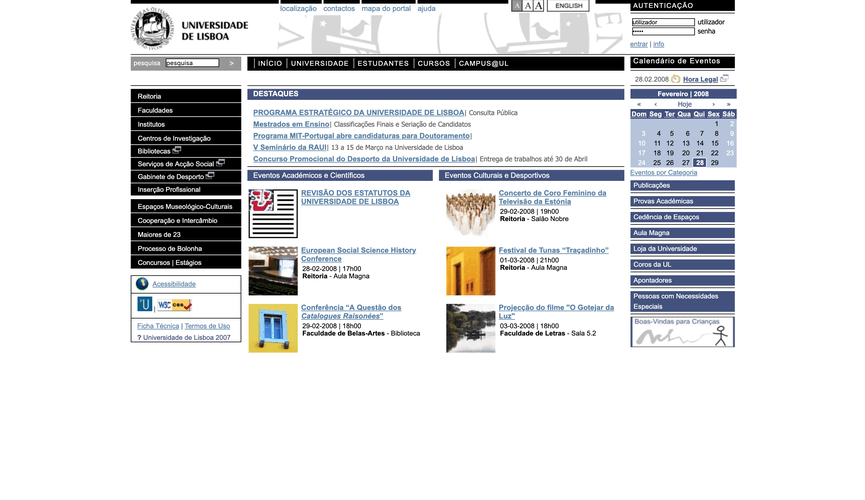 localização contactos mapa do portal ajuda
A A A
ENGLISH
UNIVERSIDADE
DE LISBOA
AUTENTICAÇÃO
utilizador utilizador
senha
entrar | info
pesquisa pesquisa >
INÍCIO | UNIVERSIDADE | ESTUDANTES | CURSOS | CAMPUS@UL
Calendário de Eventos
28.02.2008 Hora Legal
Reitoria
Faculdades
Institutos
Centros de Investigação
Bibliotecas
Serviços de Acção Social
Gabinete de Desporto
Inserção Profissional
Espaços Museológico-Culturais
Cooperação e Intercâmbio
Maiores de 23
Processo de Bolonha
Concursos | Estágios
Acessibilidade
U | W3C css
Ficha Técnica | Termos de Uso
? Universidade de Lisboa 2007
DESTAQUES
PROGRAMA ESTRATÉGICO DA UNIVERSIDADE DE LISBOA| Consulta Pública
Mestrados em Ensino| Classificações Finais e Seriação de Candidatos
Programa MIT-Portugal abre candidaturas para Doutoramento|
V Seminário da RAUI| 13 a 15 de Março na Universidade de Lisboa
Concurso Promocional do Desporto da Universidade de Lisboa| Entrega de trabalhos até 30 de Abril
Eventos Académicos e Científicos
REVISÃO DOS ESTATUTOS DA
UNIVERSIDADE DE LISBOA
European Social Science History
Conference
28-02-2008 | 17h00
Reitoria - Aula Magna
Conferência "A Questão dos
Catalogues Raisonées"
29-02-2008 | 18h00
Faculdade de Belas-Artes - Biblioteca
Eventos Culturais e Desportivos
Concerto de Coro Feminino da
Televisão da Estónia
29-02-2008 | 19h00
Reitoria - Salão Nobre
Festival de Tunas "Traçadinho"
01-03-2008 | 21h00
Reitoria - Aula Magna
Projecção do filme "O Gotejar da
Luz"
03-03-2008 | 18h00
Faculdade de Letras - Sala 5.2
Fevereiro | 2008
« ‹ Hoje › »
Dom Seg Ter Qua Qui Sex Sáb
1 2
3 4 5 6 7 8 9
10 11 12 13 14 15 16
17 18 19 20 21 22 23
24 25 26 27 28 29
Eventos por Categoria
Publicações
Provas Académicas
Cedência de Espaços
Aula Magna
Loja da Universidade
Coros da UL
Apontadores
Pessoas com Necessidades
Especiais
Boas-Vindas para Crianças